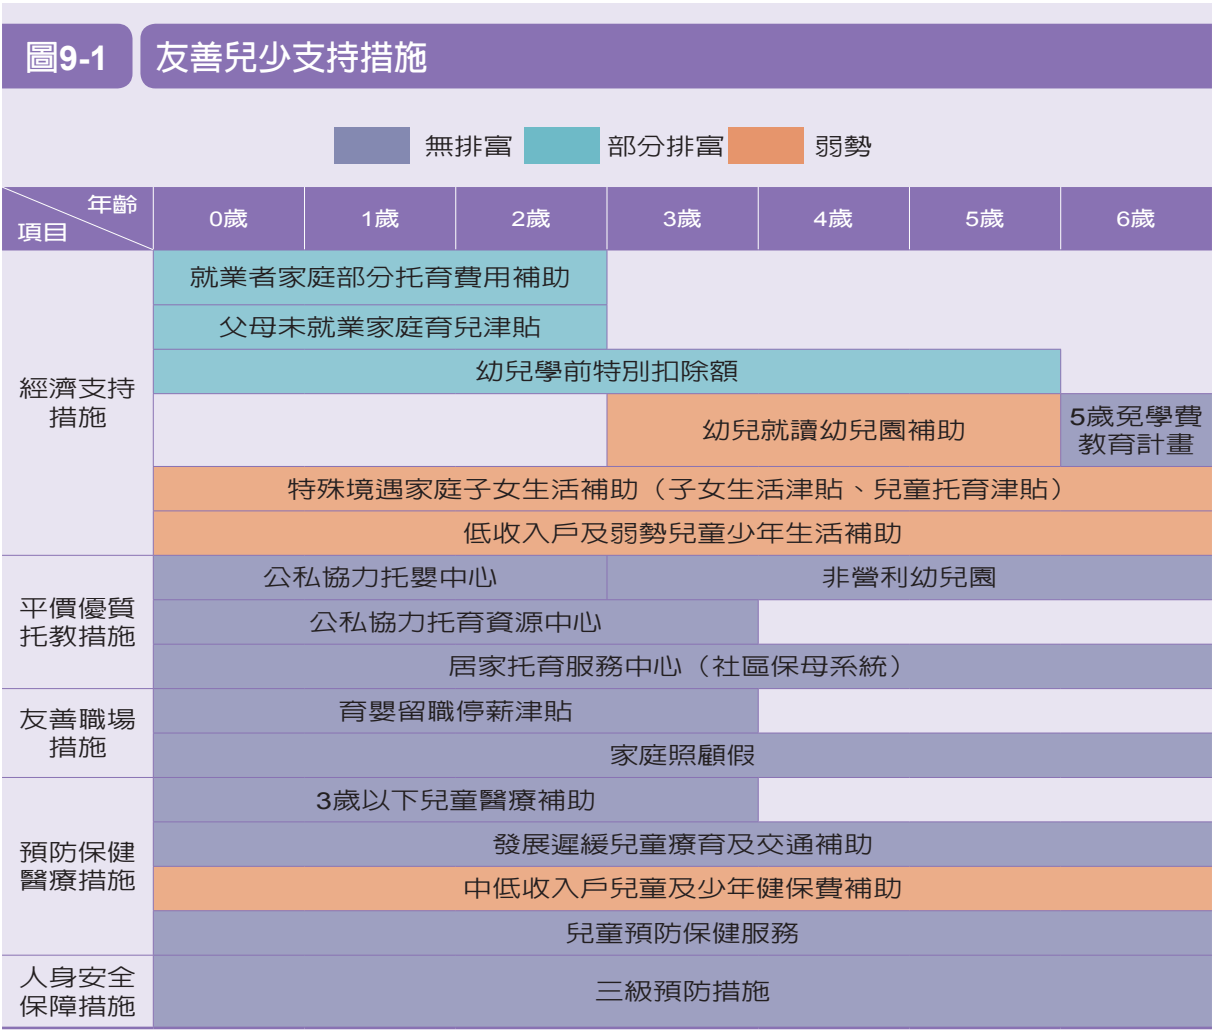 圖9-1 友善兒少支持措施
無排富 部分排富 弱勢
年齡
項目
0歲 1歲 2歲 3歲 4歲 5歲 6歲
經濟支持
措施
就業者家庭部分托育費用補助
父母未就業家庭育兒津貼
幼兒學前特別扣除額
幼兒就讀幼兒園補助
5歲免學費
教育計畫
特殊境遇家庭子女生活補助（子女生活津貼、兒童托育津貼）
低收入戶及弱勢兒童少年生活補助
平價優質
托教措施
公私協力托嬰中心 非營利幼兒園
公私協力托育資源中心
居家托育服務中心（社區保母系統）
友善職場
措施
育嬰留職停薪津貼
家庭照顧假
預防保健
醫療措施
3歲以下兒童醫療補助
發展遲緩兒童療育及交通補助
中低收入戶兒童及少年健保費補助
兒童預防保健服務
人身安全
保障措施
三級預防措施